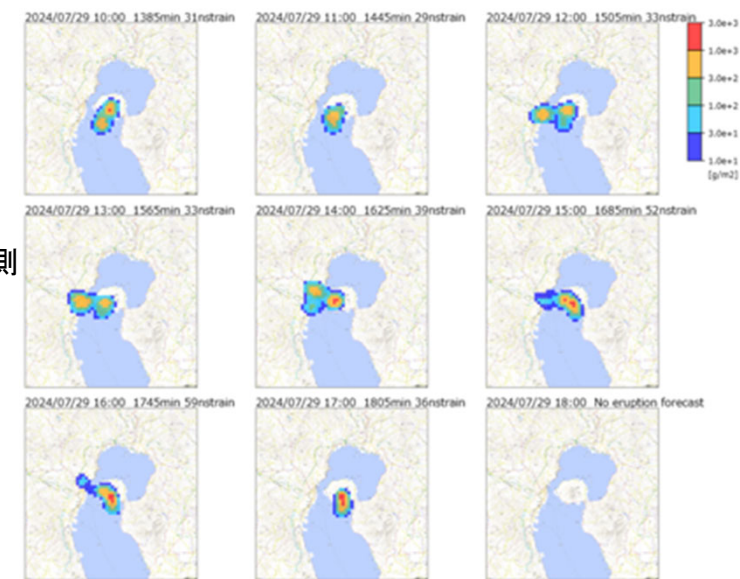 2024/07/29 10:00 1385min 31nstrain
2024/07/29 11:00 1445min 29nstrain
2024/07/29 12:00 1505min 33nstrain
3.0e+3
1.0e+3
3.0e+2
1.0e+2
3.0e+1
1.0e+1
[g/m2]
2024/07/29 13:00 1565min 33nstrain
2024/07/29 14:00 1625min 39nstrain
2024/07/29 15:00 1685min 52nstrain
則
2024/07/29 16:00 1745min 59nstrain
2024/07/29 17:00 1805min 36nstrain
2024/07/29 18:00 No eruption forecast